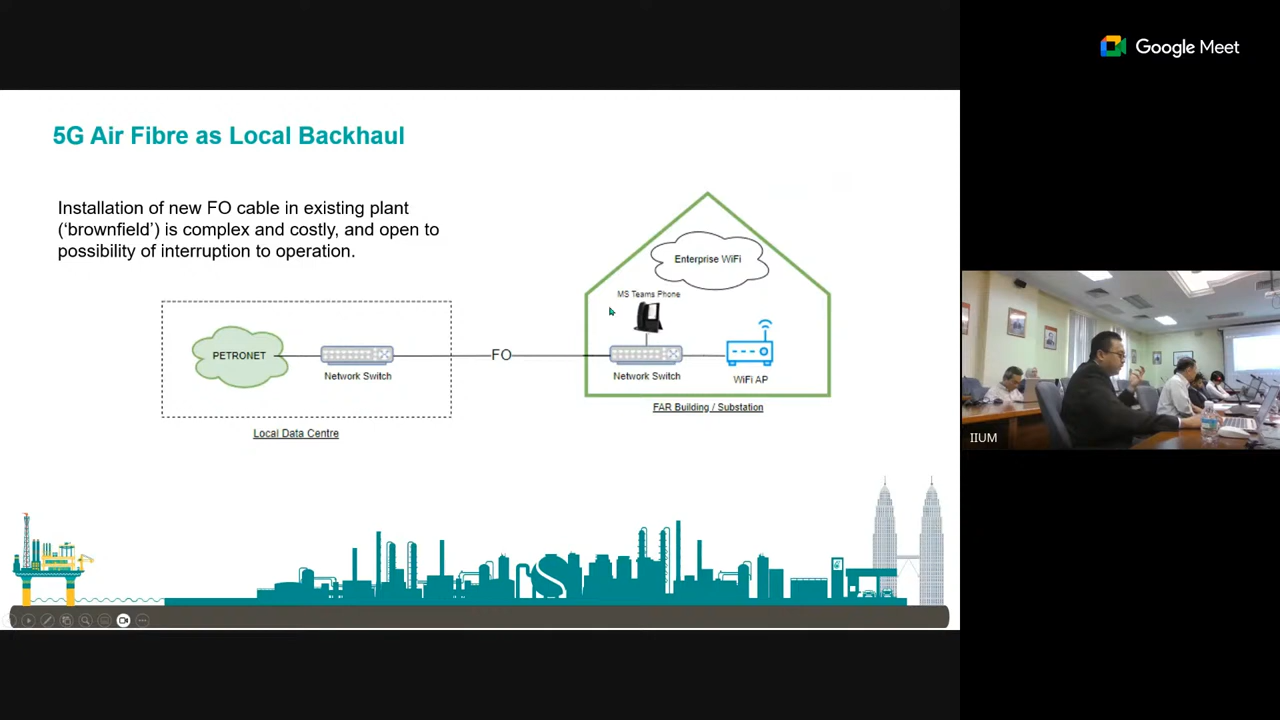 Google Meet
5G Air Fibre as Local Backhaul
Installation of new FO cable in existing plant
(‘brownfield’) is complex and costly, and open to
possibility of interruption to operation.
Enterprise WiFi
MS Teams Phone
PETRONET
Network Switch
FO
Network Switch
WiFi AP
FAR Building / Substation
Local Data Centre
IIUM